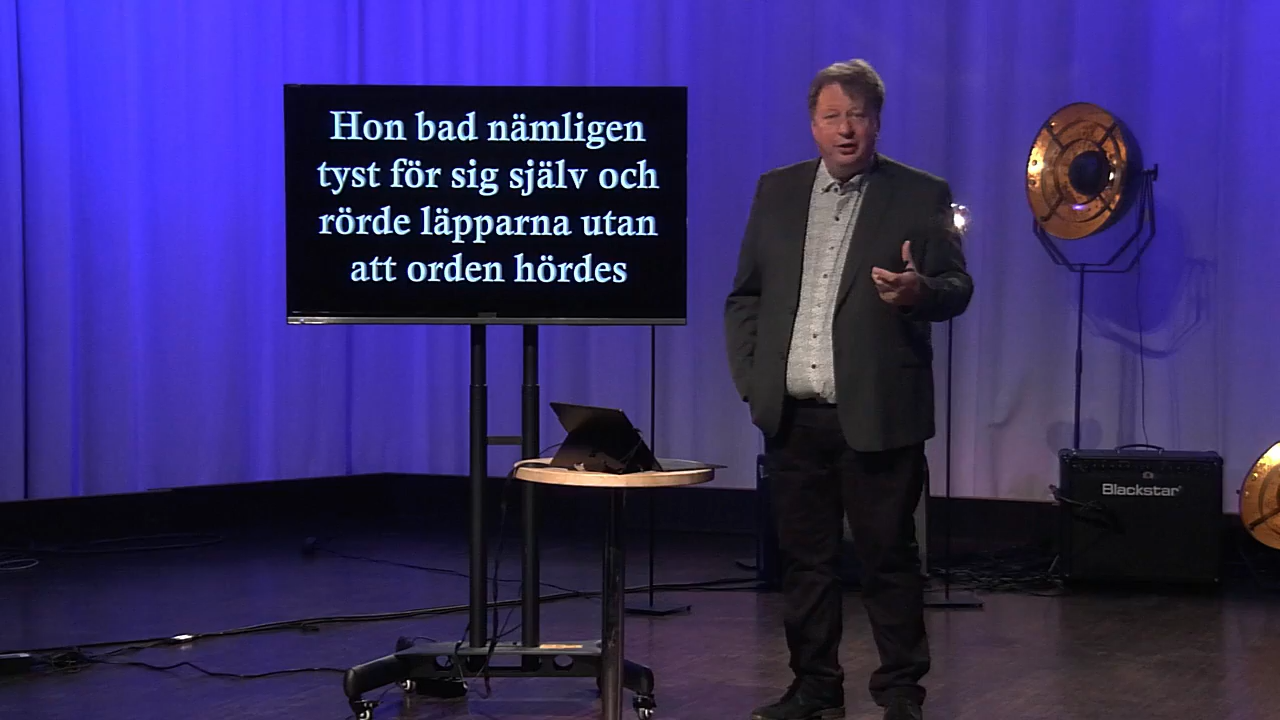 Hon bad nämligen
tyst för sig själv och
rörde läpparna utan
att orden hördes
Blackstar